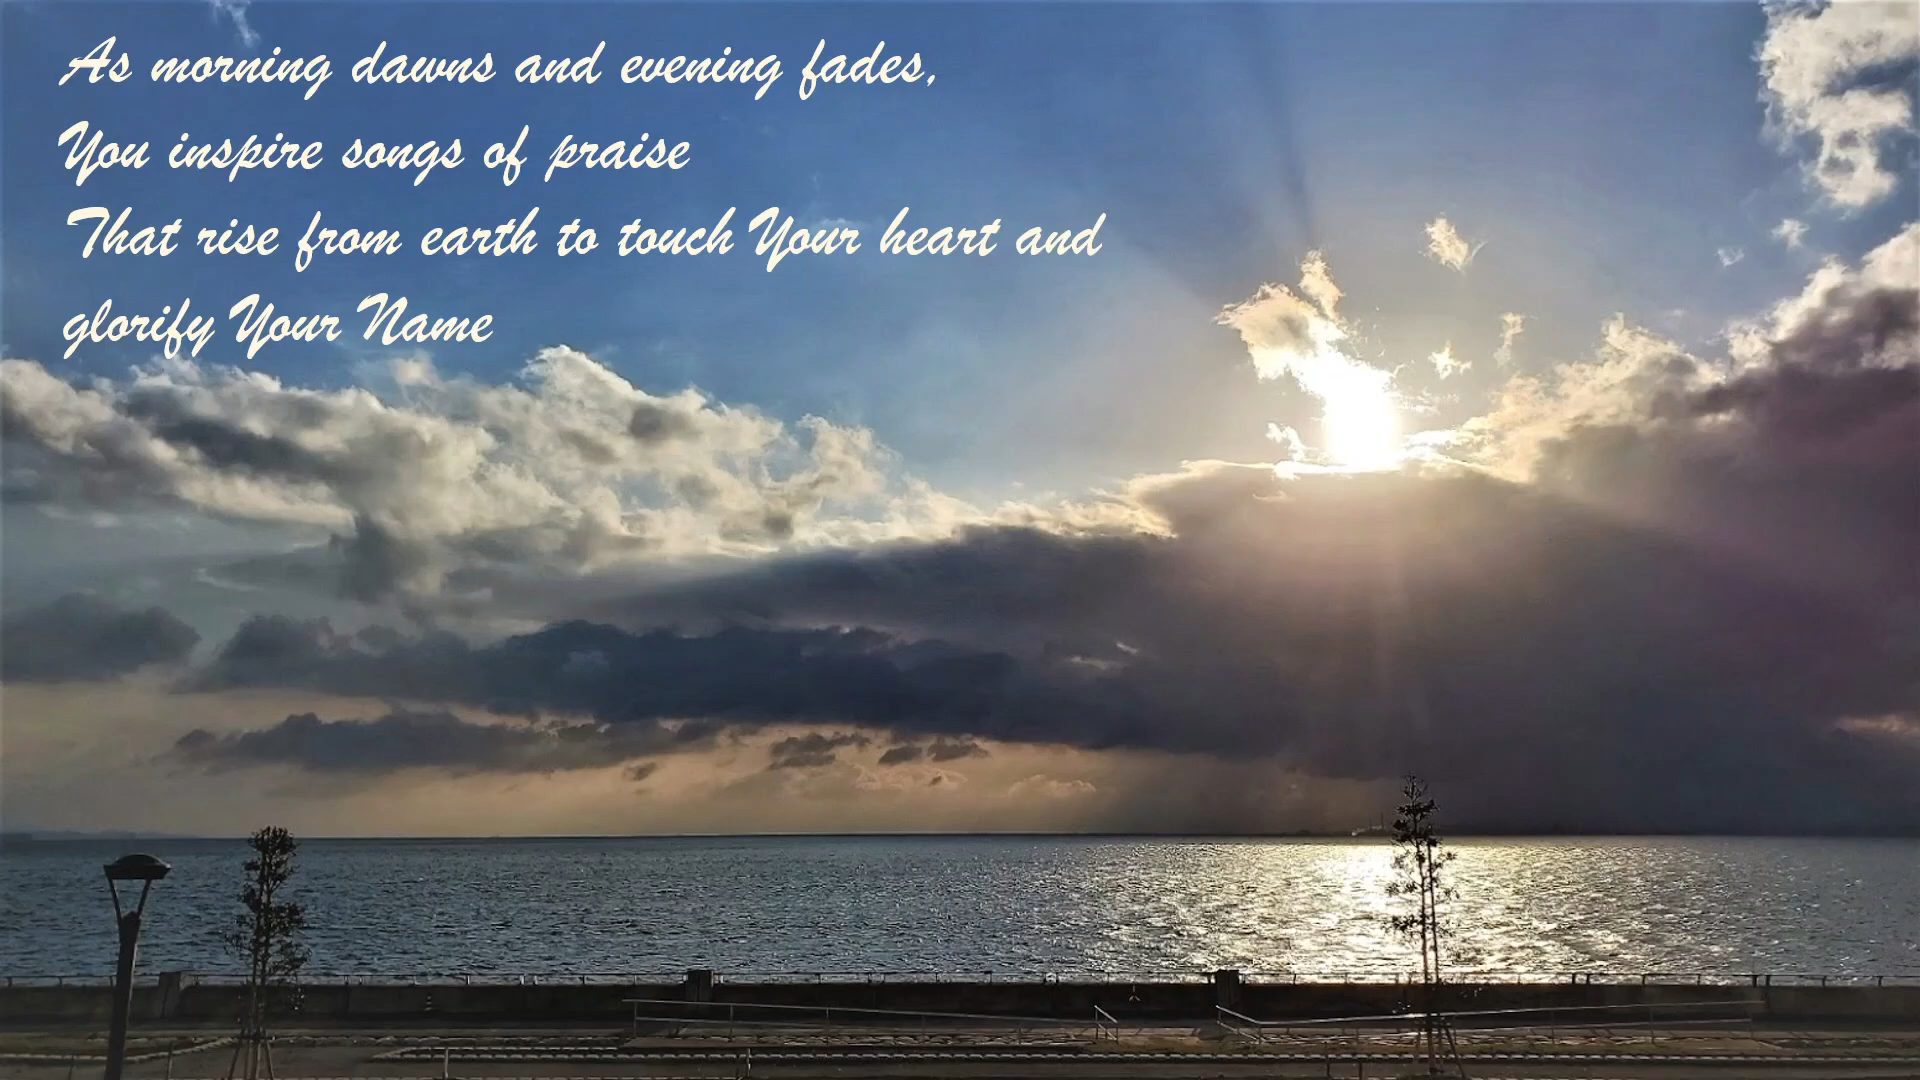 As morning dawns and evening fades,
You inspire songs of praise
That rise from earth to touch Your heart and
glorify Your Name